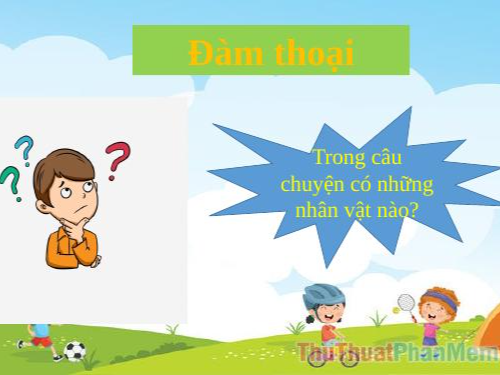 Đàm thoại
Trong câu
chuyện có những
nhân vật nào?
ThuThuatPhanMem